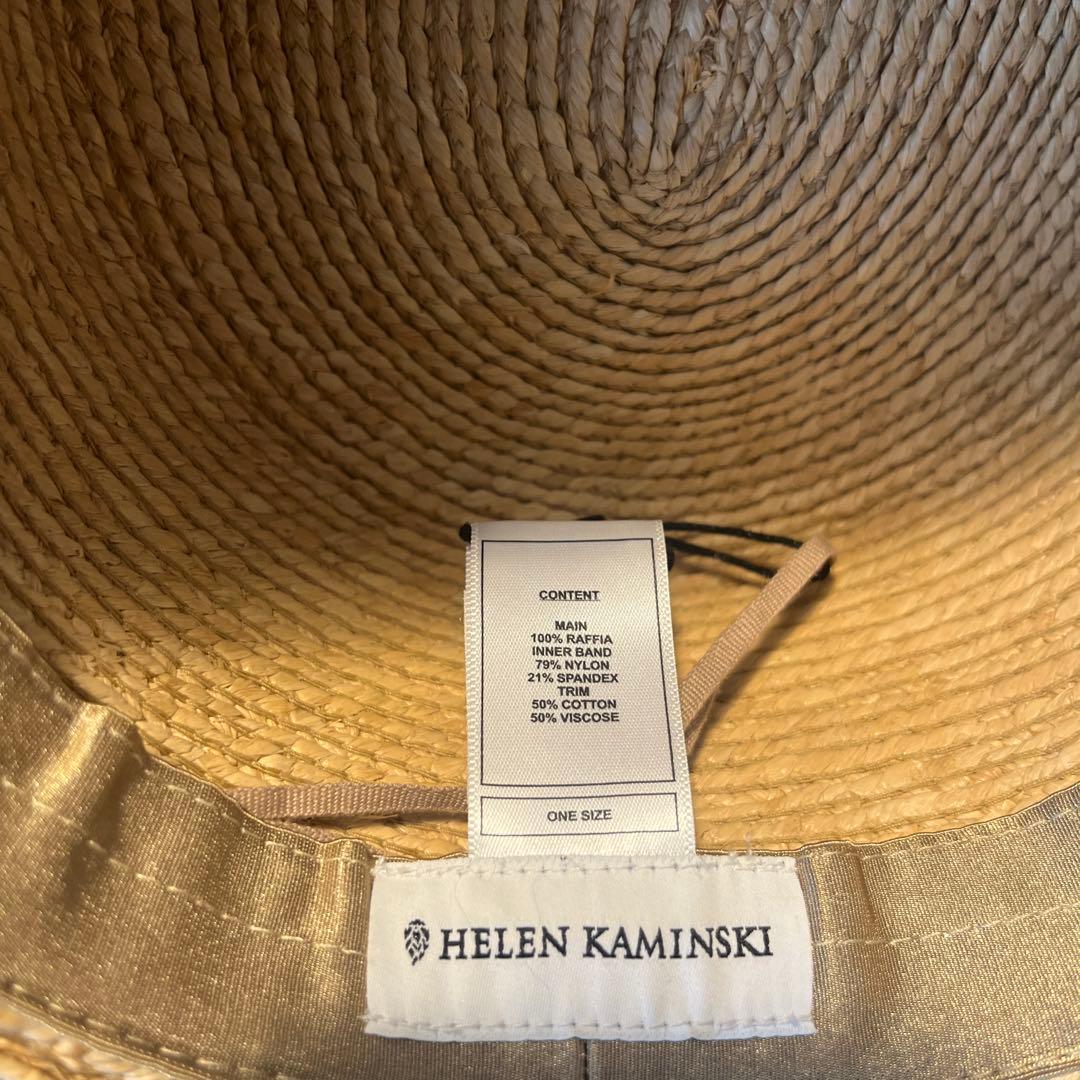 CONTENT
MAIN
100% RAFFIA
INNER BAND
79% NYLON
21% SPANDEX
TRIM
50% COTTON
50% VISCOSE
ONE SIZE
HELEN KAMINSKI